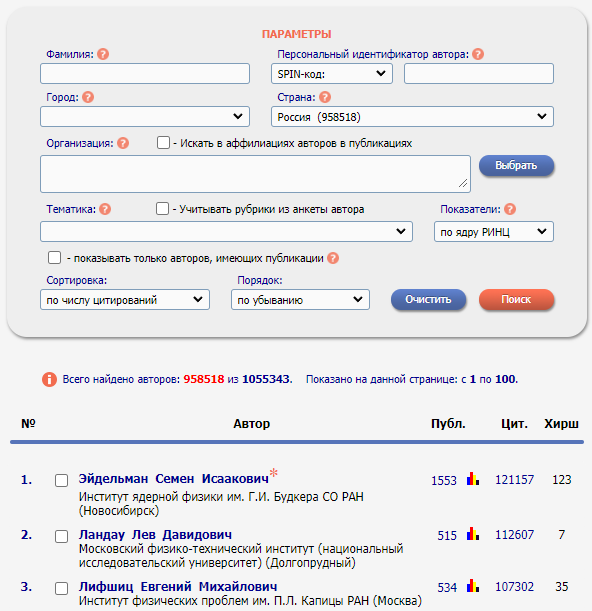 ПАРАМЕТРЫ
Фамилия: ?
Персональный идентификатор автора: ?
SPIN-код:
Город: ?
Страна: ?
Россия (958518)
Организация: ?
- Искать в аффилиациях авторов в публикациях
Выбрать
Тематика: ?
- Учитывать рубрики из анкеты автора
Показатели: ?
по ядру РИНЦ
- показывать только авторов, имеющих публикации ?
Сортировка:
Порядок:
по числу цитирований
по убыванию
Очистить
Поиск
i Всего найдено авторов: 958518 из 1055343. Показано на данной странице: с 1 по 100.
№ Автор Публ. Цит. Хирш
1. Эйдельман Семен Исаакович* 1553 121157 123
Институт ядерной физики им. Г.И. Будкера СО РАН
(Новосибирск)
2. Ландау Лев Давидович 515 112607 7
Московский физико-технический институт (национальный
исследовательский университет) (Долгопрудный)
3. Лифшиц Евгений Михайлович 534 107302 35
Институт физических проблем им. П.Л. Капицы РАН (Москва)